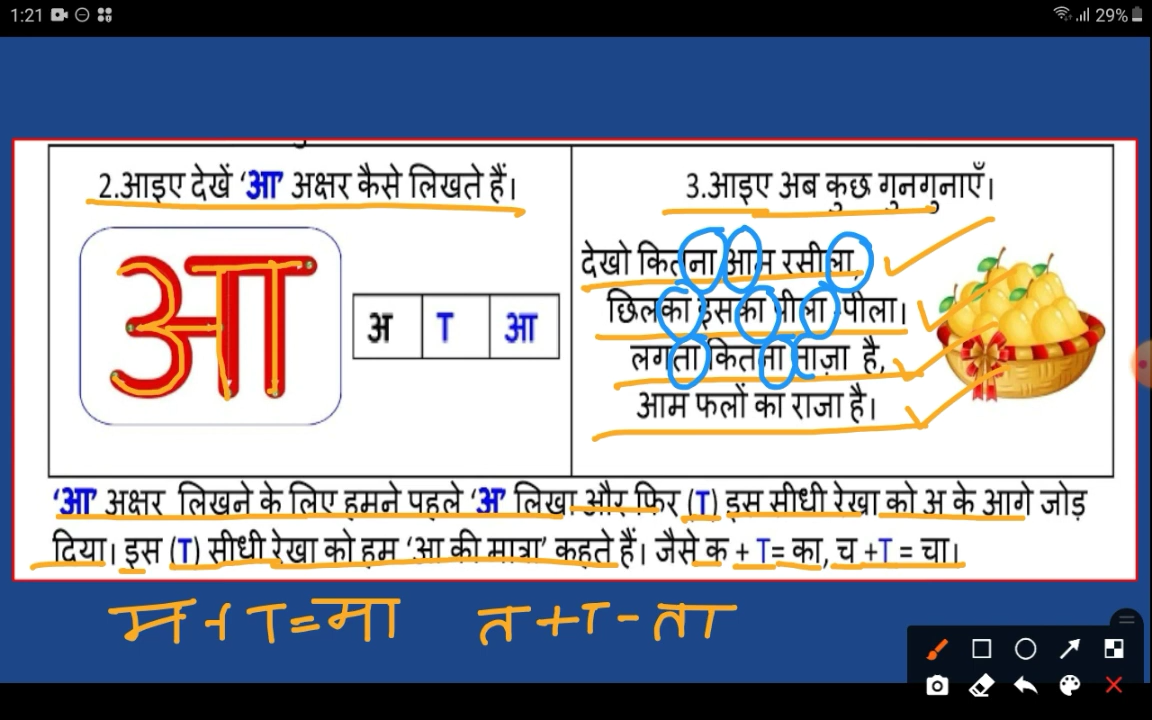 1:21 29%
2.आइए देखें ‘आ’ अक्षर कैसे लिखते हैं।
आ
अ T आ
3.आइए अब कुछ गुनगुनाएँ।
देखो कितना आम रसीला,
छिलका इसका पीला -पीला।
लगता कितना ताज़ा है,
आम फलों का राजा है।
‘आ’ अक्षर लिखने के लिए हमने पहले ‘अ’ लिखा और फिर (T) इस सीधी रेखा को अ के आगे जोड़
दिया। इस (T) सीधी रेखा को हम ‘आ की मात्रा’ कहते हैं। जैसे क + T= का, च +T = चा।
म + T = मा त + T - ता